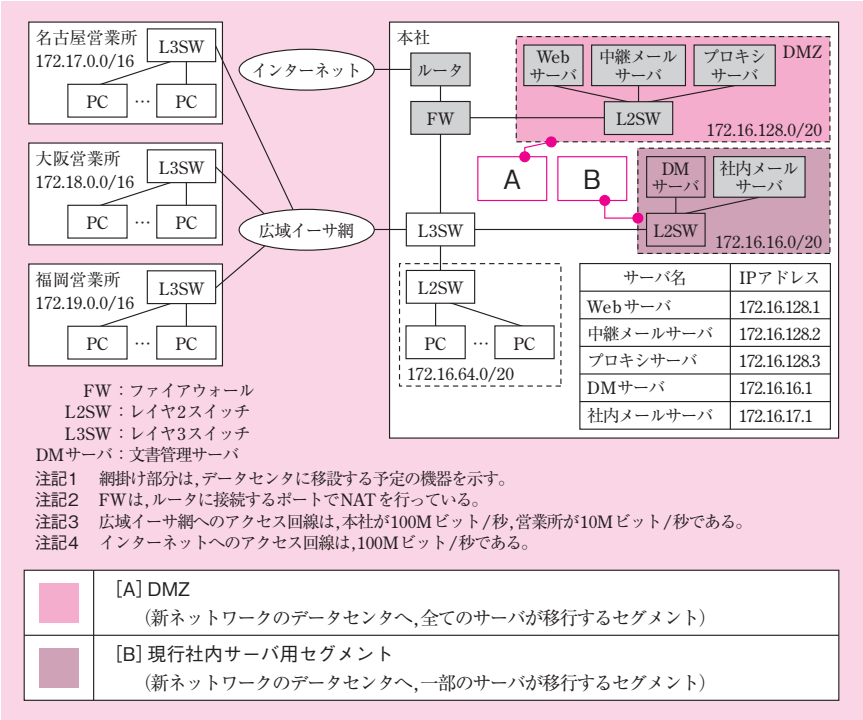 名古屋営業所
172.17.0.0/16
L3SW
PC
…
PC
大阪営業所
172.18.0.0/16
L3SW
PC
…
PC
福岡営業所
172.19.0.0/16
L3SW
PC
…
PC
インターネット
広域イーサ網
本社
ルータ
FW
L3SW
DMZ
Web
サーバ
中継メール
サーバ
プロキシ
サーバ
L2SW
172.16.128.0/20
A
B
DM
サーバ
社内メール
サーバ
L2SW
172.16.16.0/20
L2SW
PC
…
PC
172.16.64.0/20
サーバ名 IPアドレス
Webサーバ 172.16.128.1
中継メールサーバ 172.16.128.2
プロキシサーバ 172.16.128.3
DMサーバ 172.16.16.1
社内メールサーバ 172.16.17.1
FW：ファイアウォール
L2SW：レイヤ2スイッチ
L3SW：レイヤ3スイッチ
DMサーバ：文書管理サーバ
注記1 網掛け部分は,データセンタに移設する予定の機器を示す。
注記2 FWは,ルータに接続するポートでNATを行っている。
注記3 広域イーサ網へのアクセス回線は,本社が100Mビット/秒,営業所が10Mビット/秒である。
注記4 インターネットへのアクセス回線は,100Mビット/秒である。
[A] DMZ
(新ネットワークのデータセンタへ,全てのサーバが移行するセグメント)
[B] 現行社内サーバ用セグメント
(新ネットワークのデータセンタへ,一部のサーバが移行するセグメント)